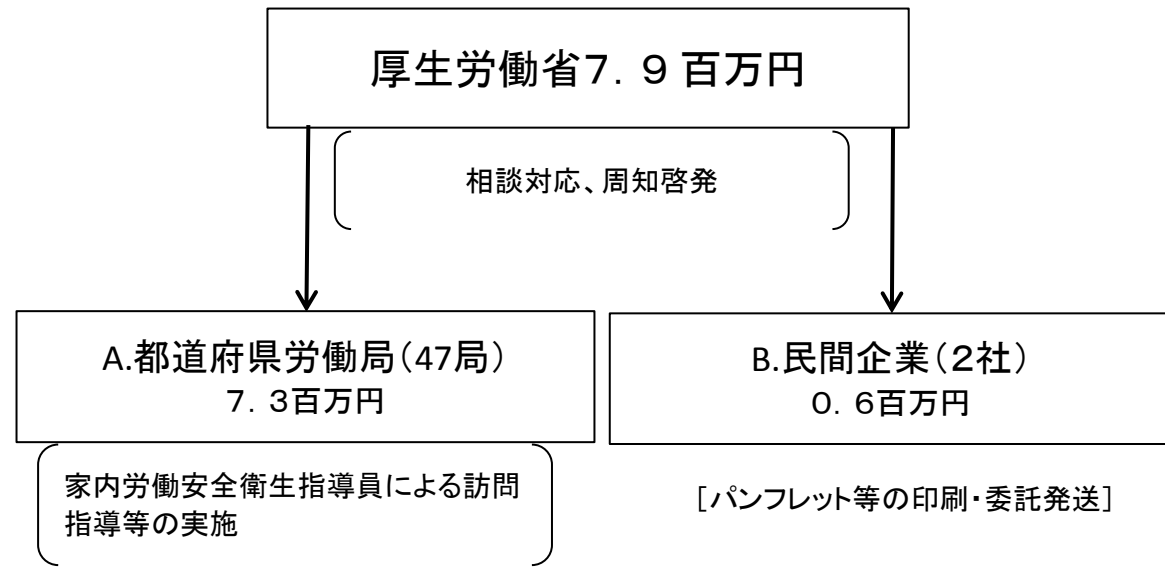 厚生労働省７．９百万円
相談対応、周知啓発
A.都道府県労働局（47局）
７．３百万円
家内労働安全衛生指導員による訪問
指導等の実施
B.民間企業（２社）
０．６百万円
［パンフレット等の印刷・委託発送］